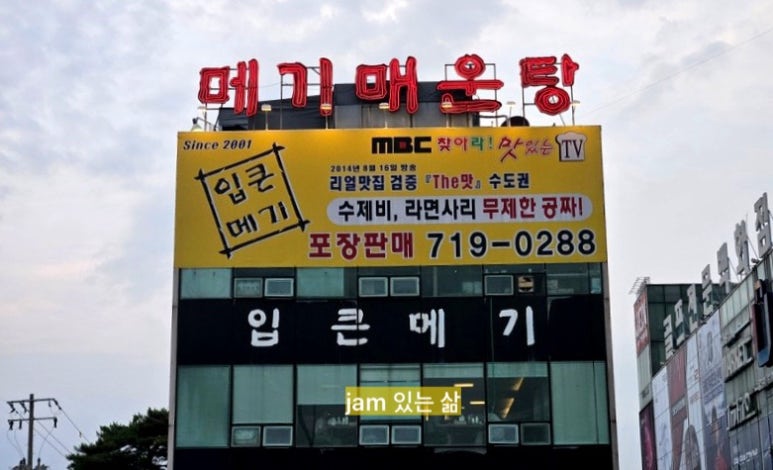 메기매운탕
Since 2001
MBC 찾아라! 맛있는 TV
입큰
메기
2014년 8월 16일 방송
리얼맛집 검증 『The맛』 수도권
수제비, 라면사리 무제한 공짜!
포장판매 719-0288
입큰메기
jam 있는 삶